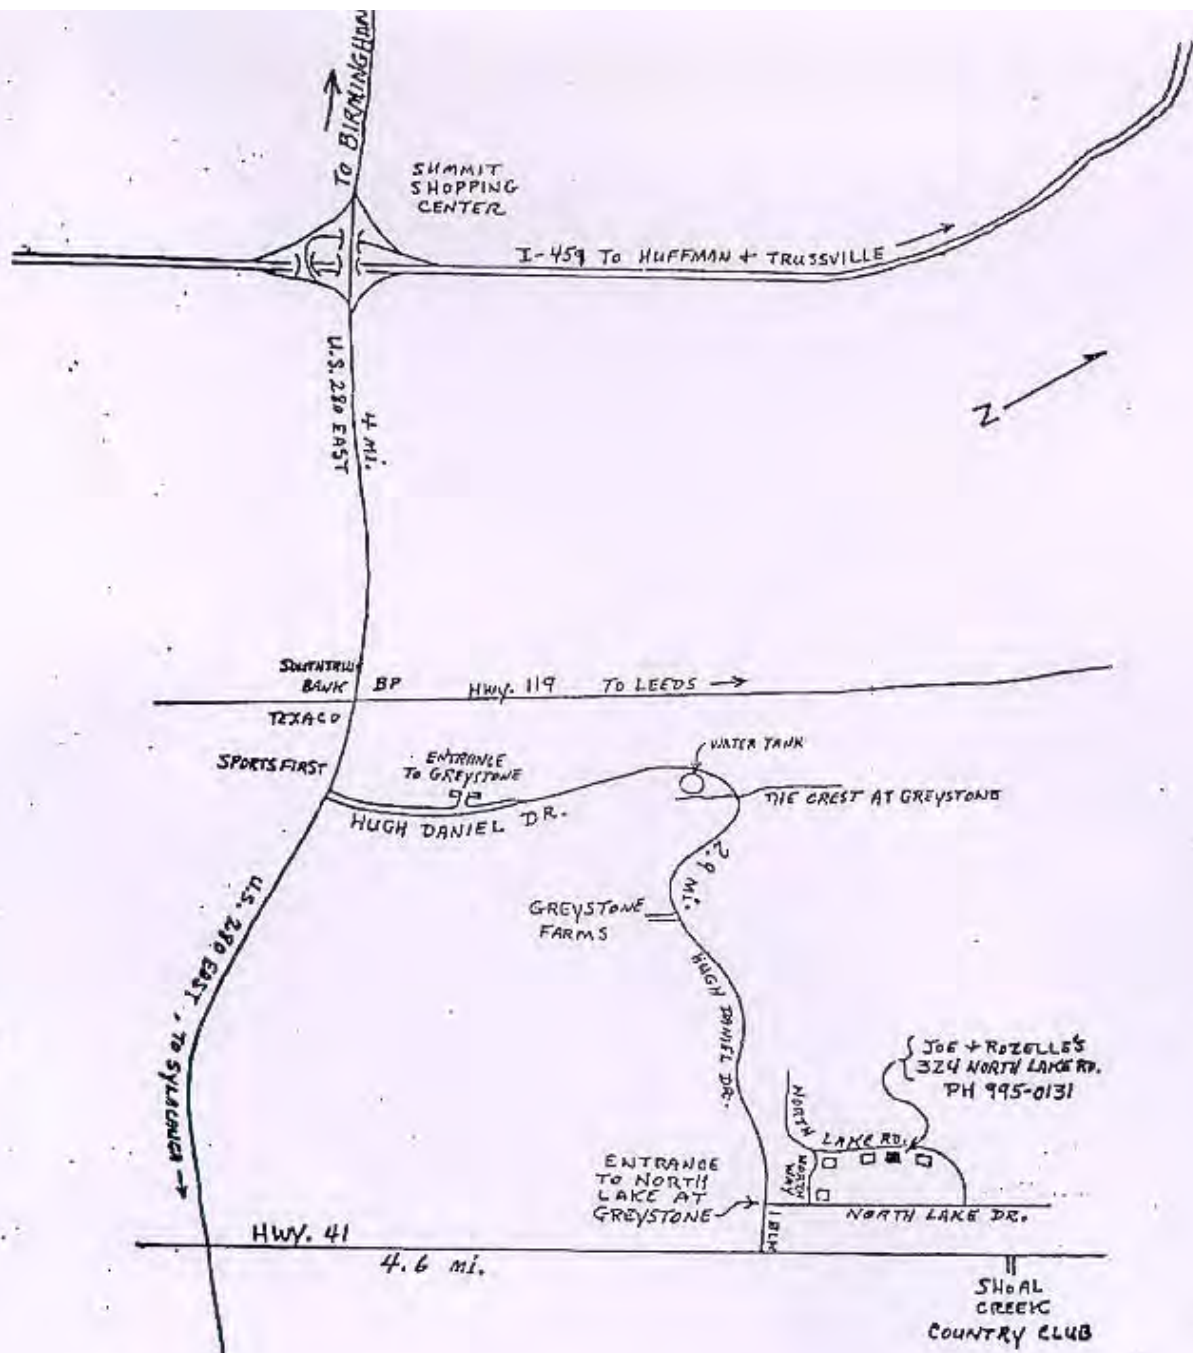 TO BIRMINGHAM
SUMMIT
SHOPPING
CENTER
I-459 TO HUFFMAN + TRUSSVILLE
U.S. 280 EAST
4 MI.
N
SOUTHTRUST
BANK
BP
HWY. 119 TO LEEDS
TEXACO
SPORTS FIRST
ENTRANCE
TO GREYSTONE
WATER TANK
THE CREST AT GREYSTONE
HUGH DANIEL DR.
2.9 MI.
GREYSTONE
FARMS
U.S. 280 EAST, TO SYLACAUGA
HUGH DANIEL DR.
JOE + ROZELLE'S
324 NORTH LAKE RD.
PH 995-0131
NORTH
LAKE RD.
NORTH
WAY
ENTRANCE
TO NORTH
LAKE AT
GREYSTONE
NORTH LAKE DR.
1 BLK
HWY. 41
4.6 MI.
SHOAL
CREEK
COUNTRY CLUB